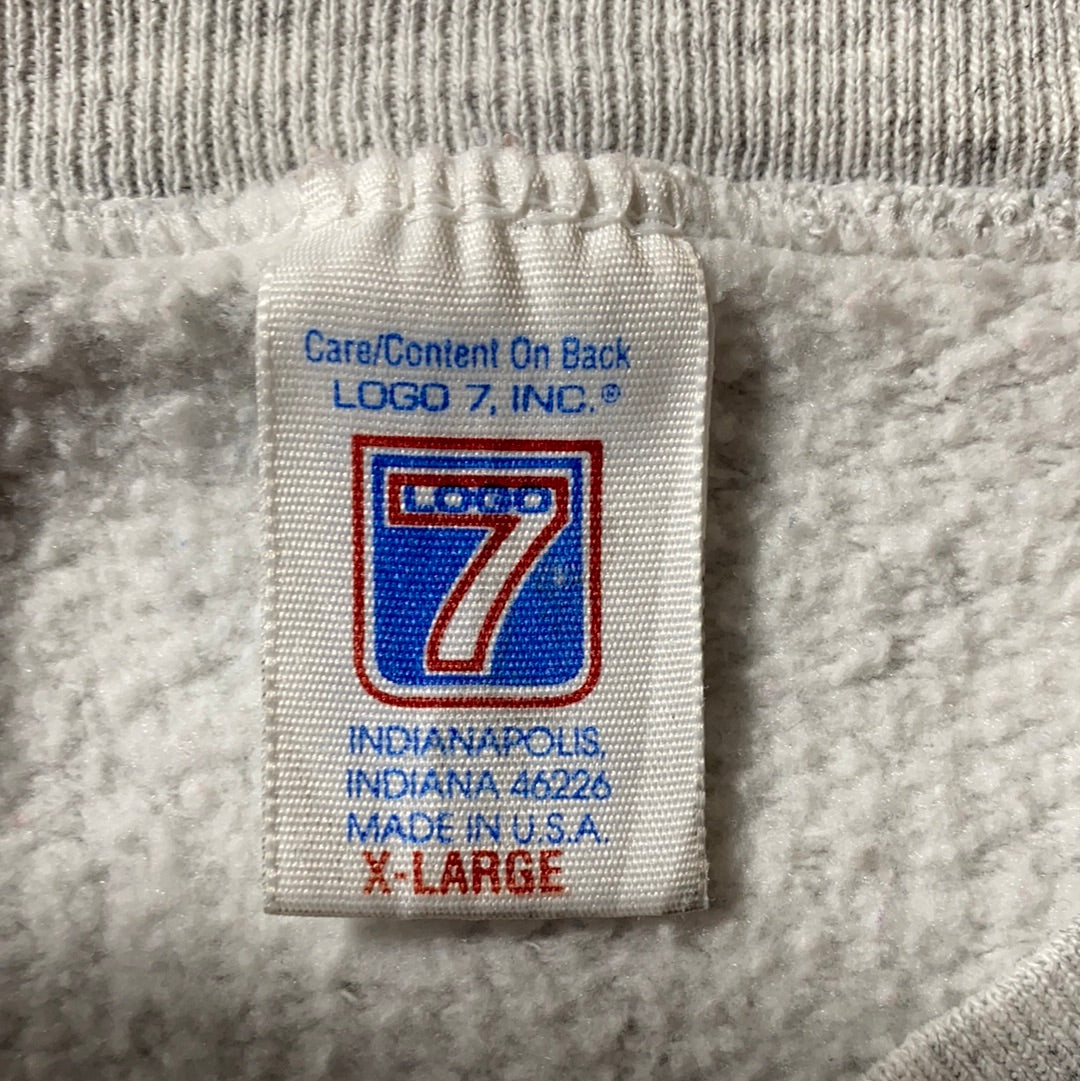 Care/Content On Back
LOGO 7, INC.®
LOGO
7
INDIANAPOLIS,
INDIANA 46226
MADE IN U.S.A.
X-LARGE